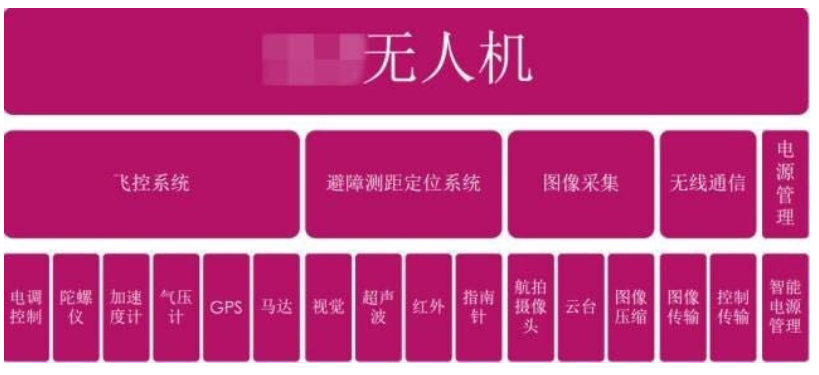 无人机
飞控系统
避障测距定位系统
图像采集
无线通信
电
源
管
理
电调
控制
陀螺
仪
加速
度计
气压
计
GPS
马达
视觉
超声
波
红外
指南
针
航拍
摄像
头
云台
图像
压缩
图像
传输
控制
传输
智能
电源
管理